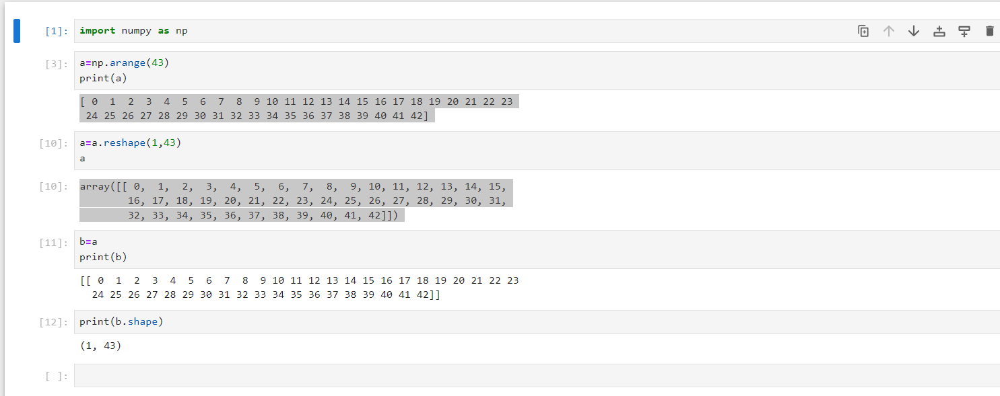 [1]: import numpy as np
[3]: a=np.arange(43)
print(a)
[ 0  1  2  3  4  5  6  7  8  9 10 11 12 13 14 15 16 17 18 19 20 21 22 23
 24 25 26 27 28 29 30 31 32 33 34 35 36 37 38 39 40 41 42]
[10]: a=a.reshape(1,43)
a
[10]: array([[ 0,  1,  2,  3,  4,  5,  6,  7,  8,  9, 10, 11, 12, 13, 14, 15,
        16, 17, 18, 19, 20, 21, 22, 23, 24, 25, 26, 27, 28, 29, 30, 31,
        32, 33, 34, 35, 36, 37, 38, 39, 40, 41, 42]])
[11]: b=a
print(b)
[[ 0  1  2  3  4  5  6  7  8  9 10 11 12 13 14 15 16 17 18 19 20 21 22 23
  24 25 26 27 28 29 30 31 32 33 34 35 36 37 38 39 40 41 42]]
[12]: print(b.shape)
(1, 43)
[ ]: